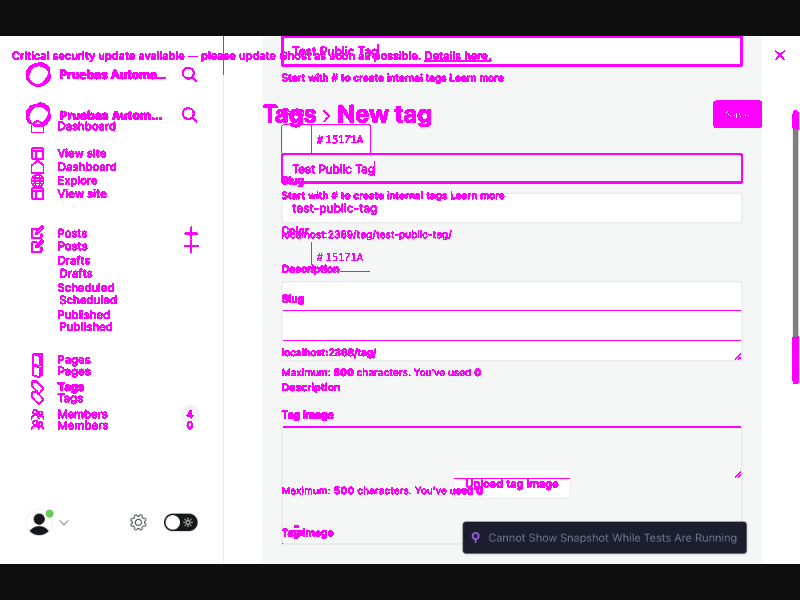 Critical security update available — please update Ghost as soon as possible. Details here.
Test Public Tag
Pruebas Automa...
Start with # to create internal tags Learn more
Pruebas Autom...
Tags > New tag
Dashboard
# 15171A
View site
Dashboard
Test Public Tag
Explore
Slug
View site
Start with # to create internal tags Learn more
test-public-tag
Posts
Color
localhost:2369/tag/test-public-tag/
Posts
# 15171A
Drafts
Description
Drafts
Scheduled
Slug
Scheduled
Published
Published
localhost:2368/tag/
Pages
Pages
Maximum: 500 characters. You've used 0
Tags
Description
Tags
Members 4
Tag image
Members 0
Upload tag image
Maximum: 500 characters. You've used 0
Tag image
Cannot Show Snapshot While Tests Are Running